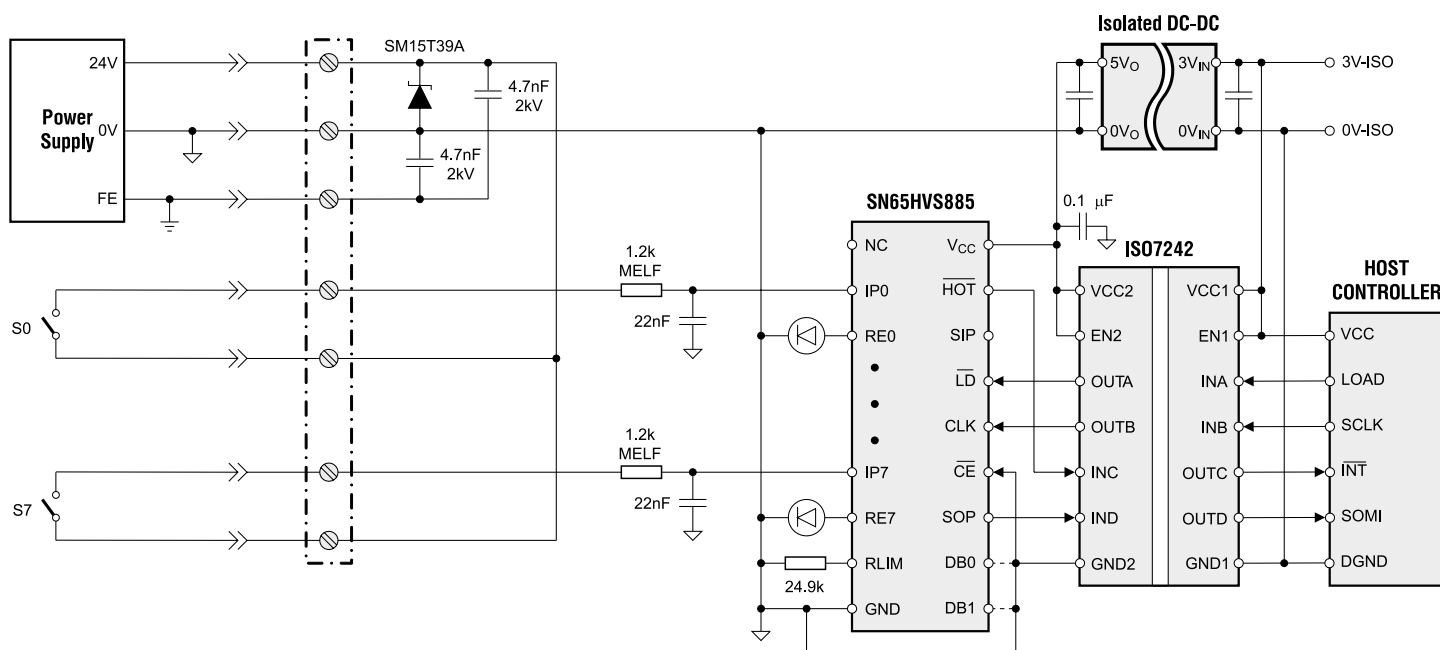 Isolated DC-DC
SM15T39A
24V
5VO
3VIN
3V-ISO
4.7nF
2kV
Power
Supply
0V
0VO
0VIN
0V-ISO
4.7nF
2kV
FE
SN65HVS885
0.1 μF
1.2k
MELF
NC
VCC
ISO7242
HOST
CONTROLLER
IP0
HOT
VCC2
VCC1
22nF
S0
RE0
SIP
EN2
EN1
VCC
LD
OUTA
INA
LOAD
1.2k
MELF
CLK
OUTB
INB
SCLK
IP7
CE
INC
OUTC
INT
22nF
S7
RE7
SOP
IND
OUTD
SOMI
RLIM
DB0
GND2
GND1
DGND
24.9k
GND
DB1